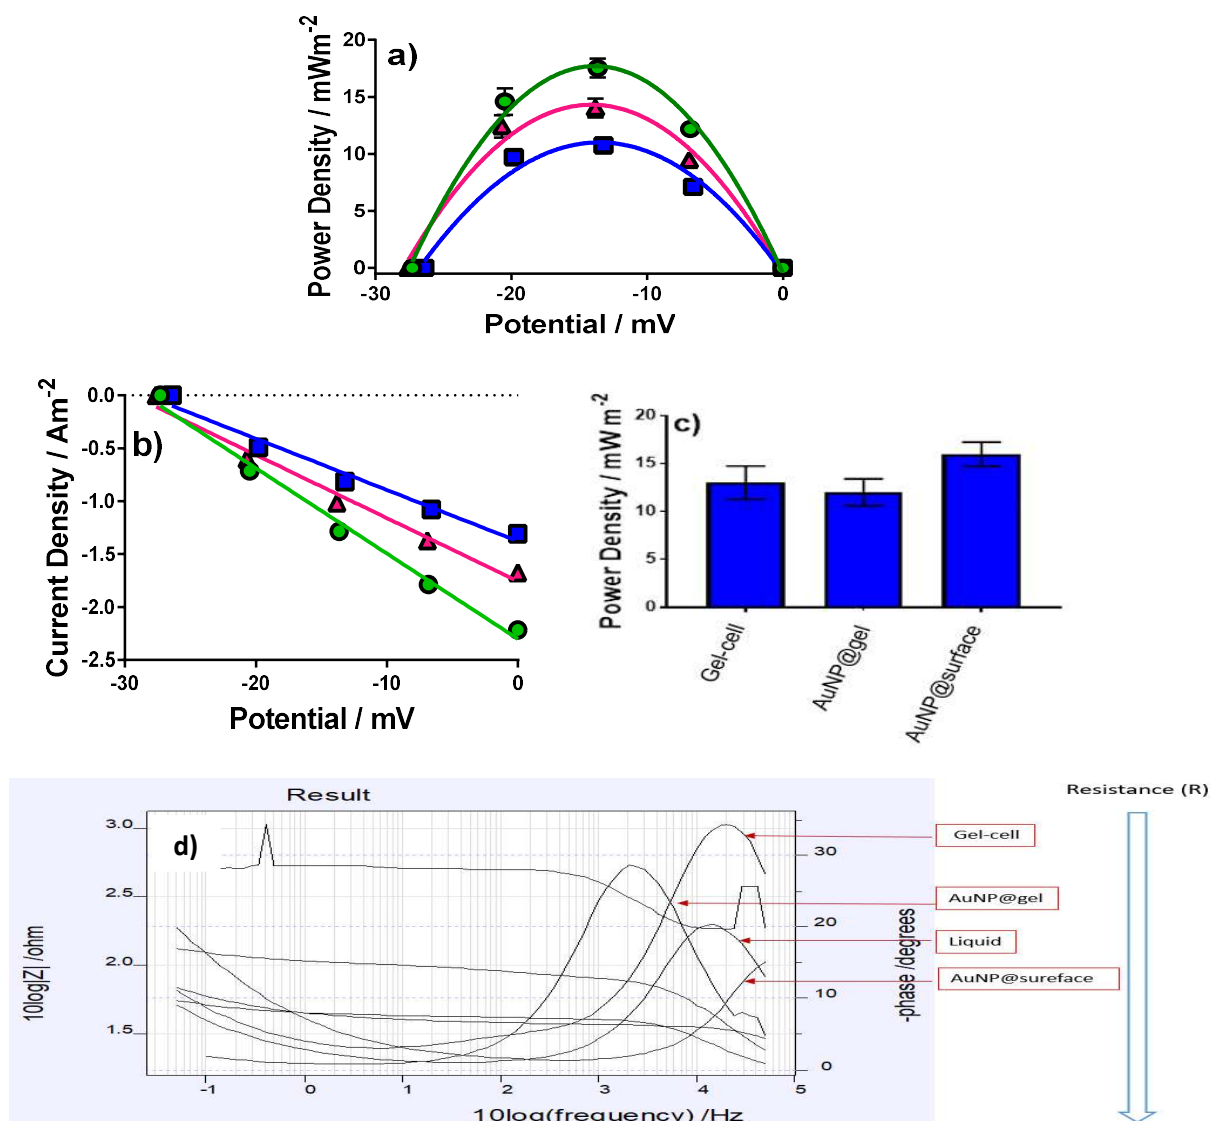 a)
Power Density / mWm-2
20
15
10
5
0
-30
-20
-10
0
Potential / mV
b)
Current Density / Am-2
0.0
-0.5
-1.0
-1.5
-2.0
-2.5
-30
-20
-10
0
Potential / mV
c)
Power Density / mW m-2
20
15
10
5
0
Gel-cell
AuNP@gel
AuNP@surface
Result
d)
10log|Z| /ohm
3.0
2.5
2.0
1.5
-1
0
1
2
3
4
5
10log(frequency) /Hz
30
20
10
0
-phase /degrees
Resistance (R)
Gel-cell
AuNP@gel
Liquid
AuNP@sureface